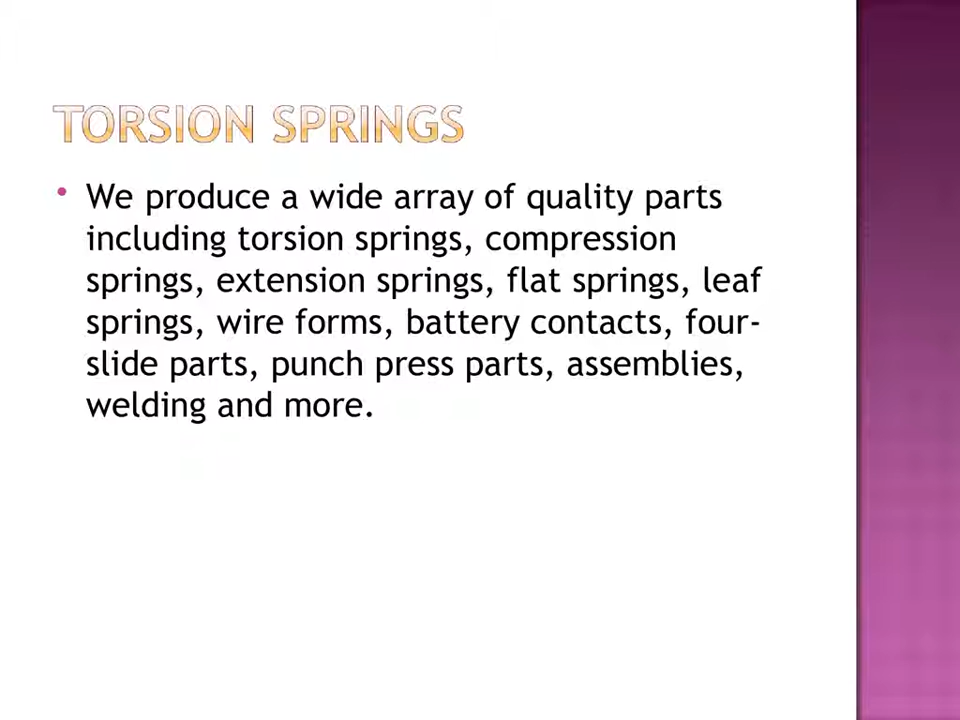 TORSION SPRINGS
• We produce a wide array of quality parts
including torsion springs, compression
springs, extension springs, flat springs, leaf
springs, wire forms, battery contacts, four-
slide parts, punch press parts, assemblies,
welding and more.